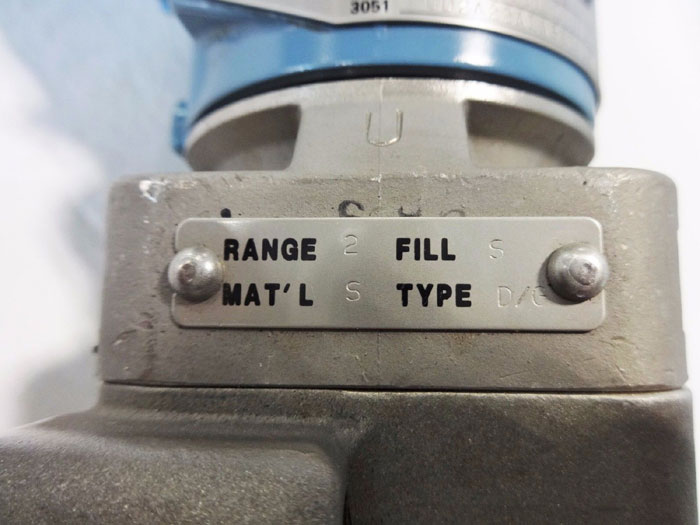 3051
U
RANGE 2 FILL S
MAT'L S TYPE D/G